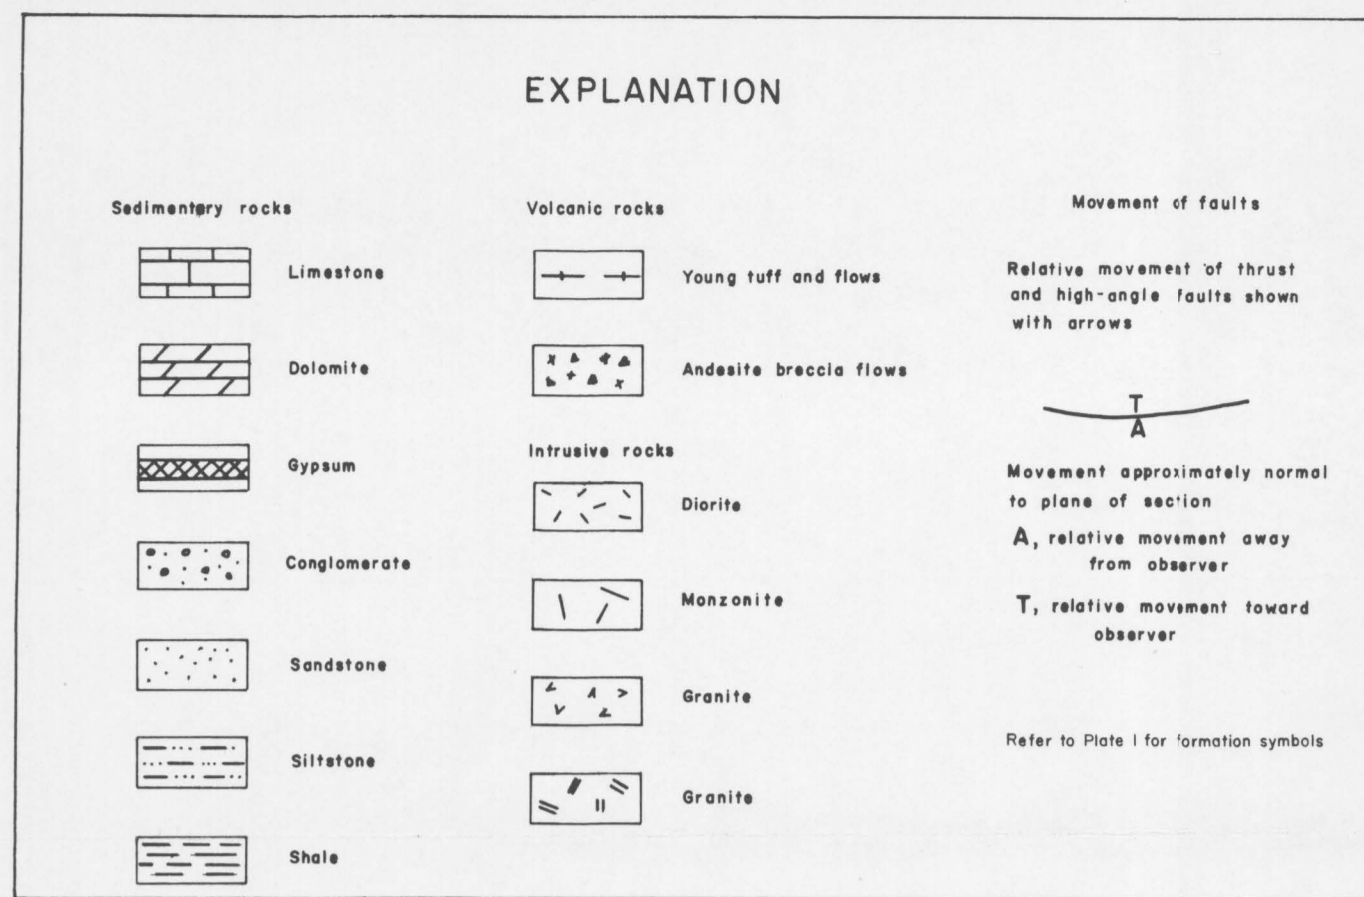 EXPLANATION
Sedimentary rocks
Limestone
Dolomite
Gypsum
Conglomerate
Sandstone
Siltstone
Shale
Volcanic rocks
Young tuff and flows
Andesite breccia flows
Intrusive rocks
Diorite
Monzonite
Granite
Granite
Movement of faults
Relative movement of thrust
and high-angle faults shown
with arrows
T
A
Movement approximately normal
to plane of section
A, relative movement away
from observer
T, relative movement toward
observer
Refer to Plate I for formation symbols